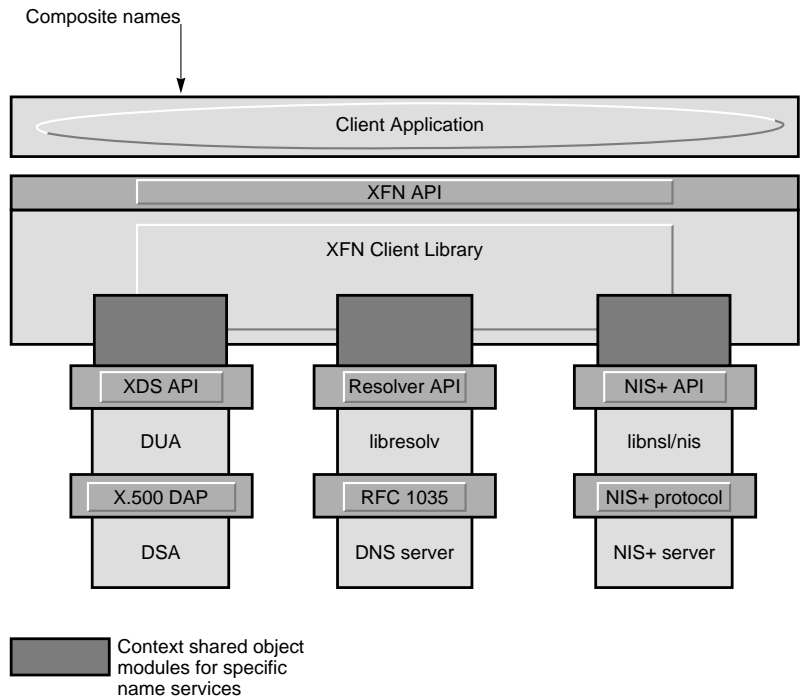 Composite names
Client Application
XFN API
XFN Client Library
XDS API
Resolver API
NIS+ API
DUA
libresolv
libnsl/nis
X.500 DAP
RFC 1035
NIS+ protocol
DSA
DNS server
NIS+ server
Context shared object
modules for specific
name services